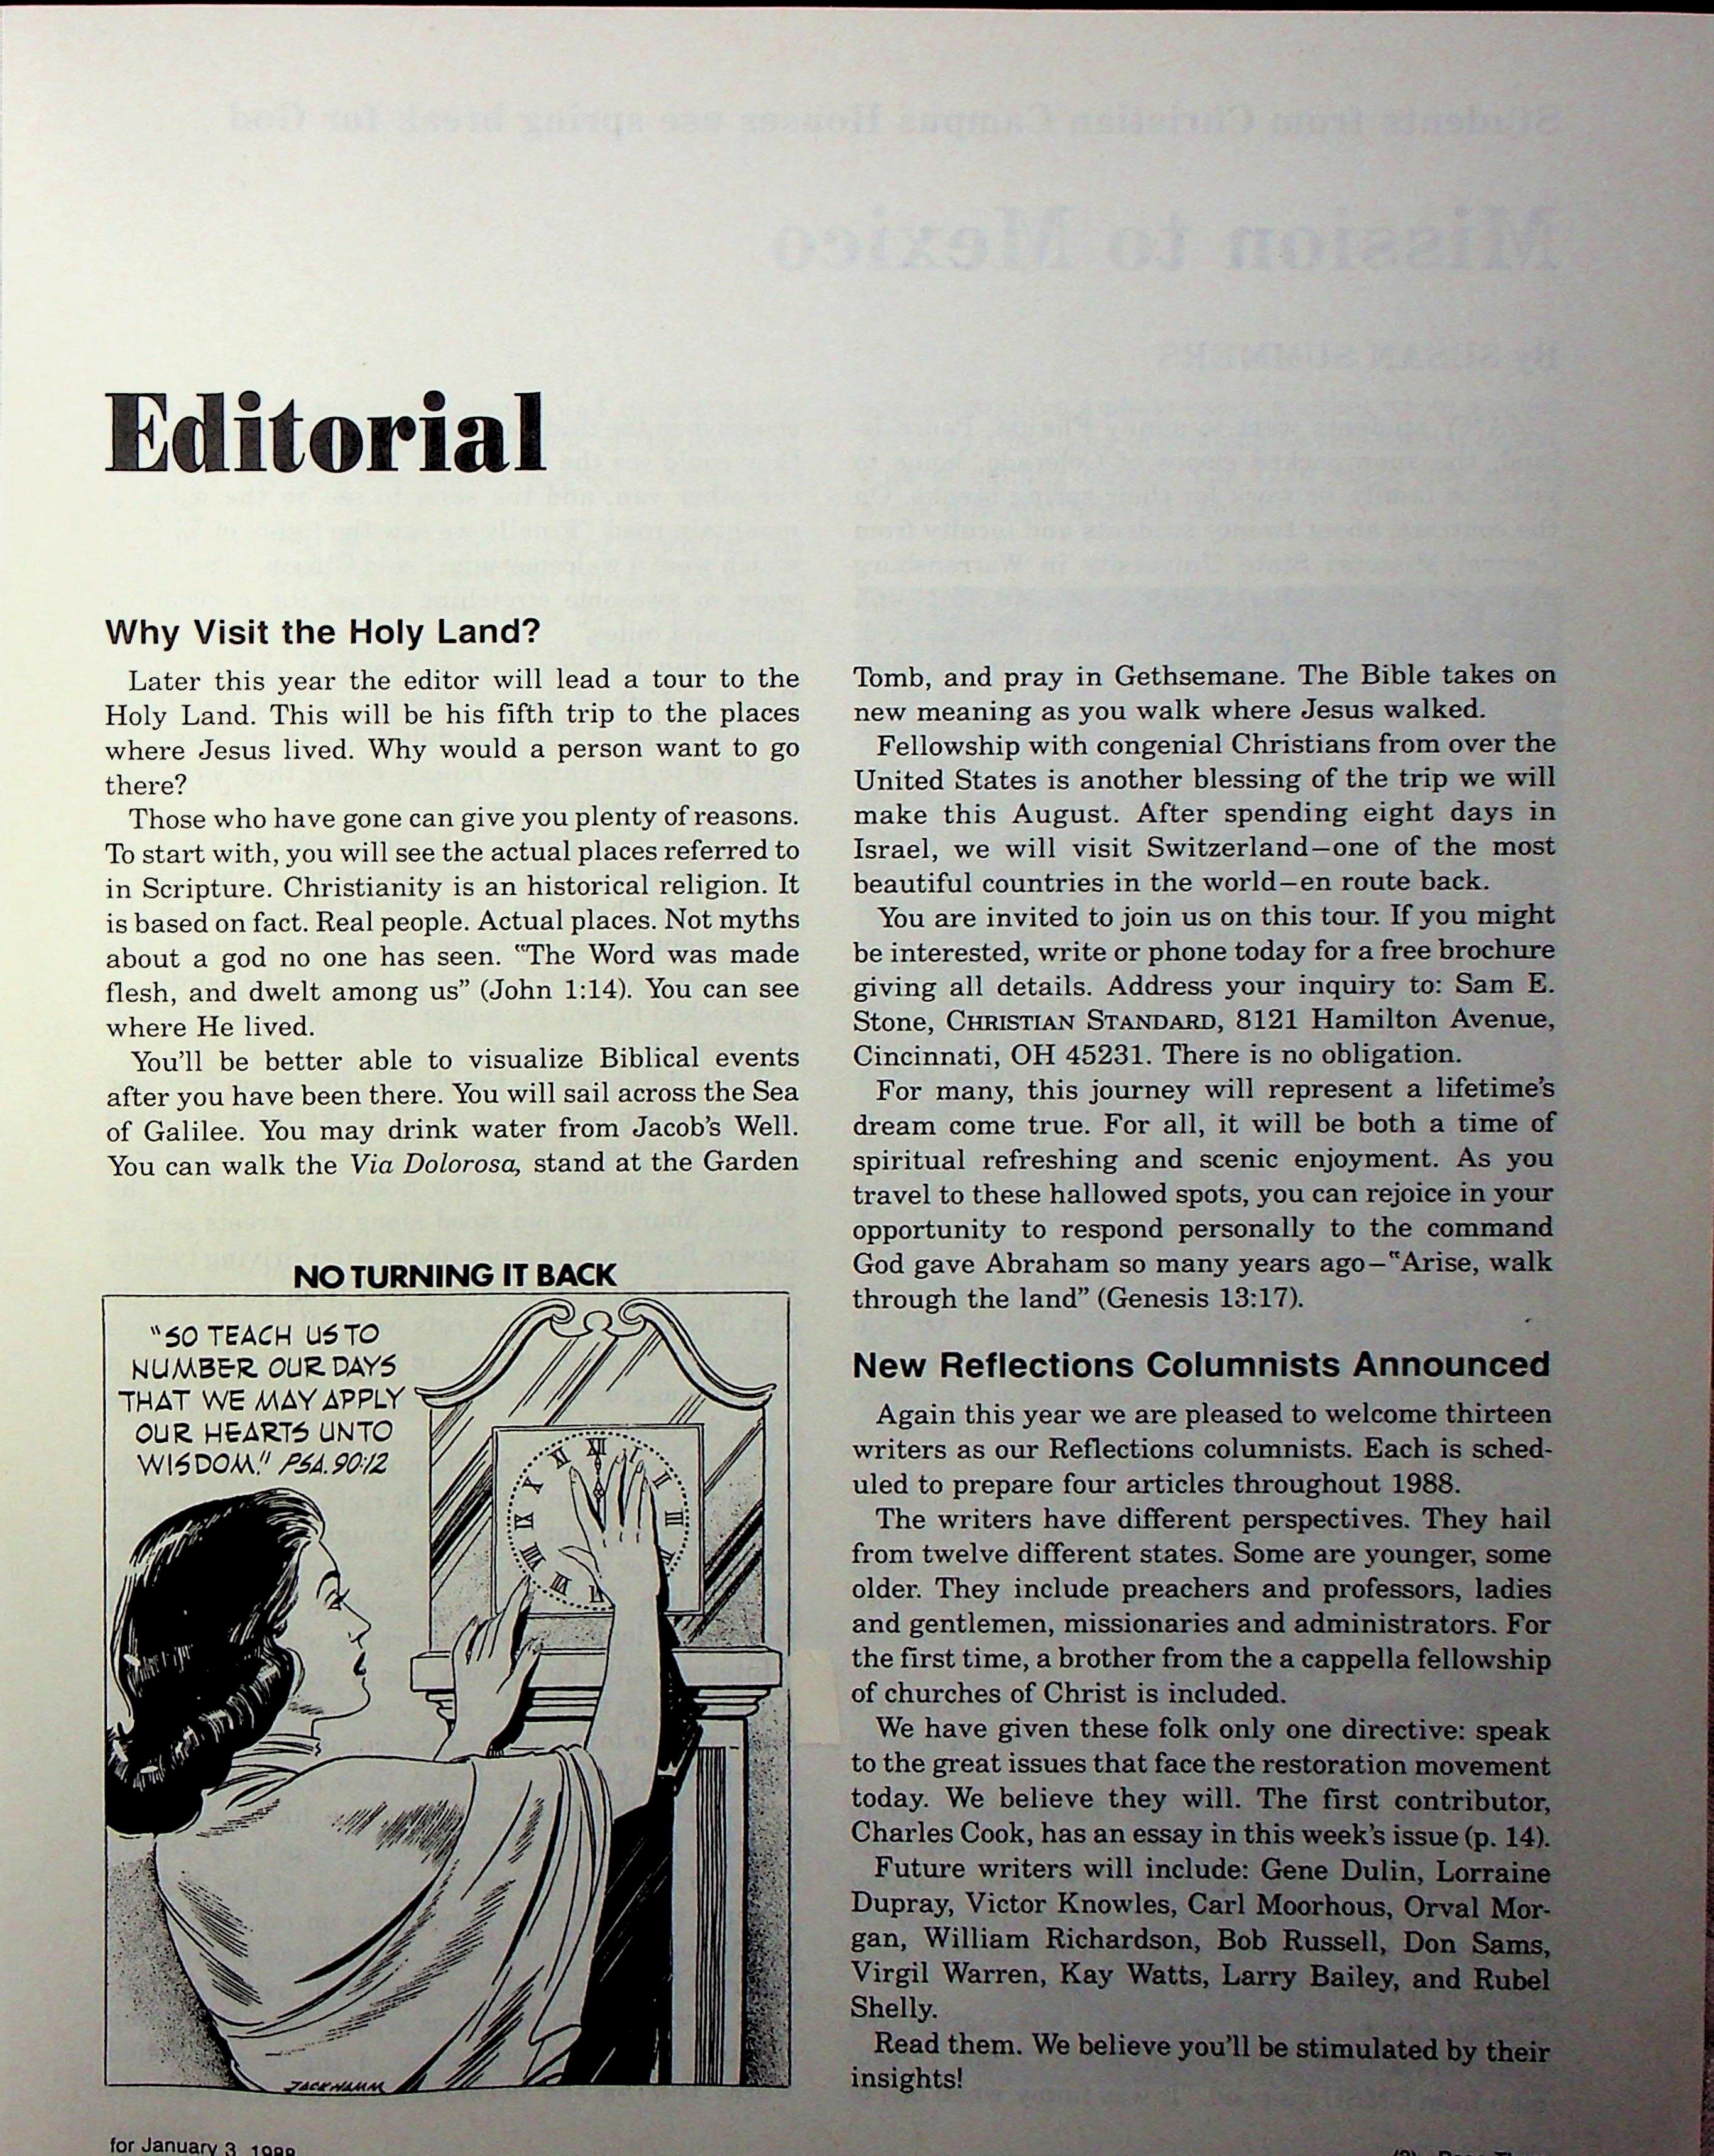 Editorial
Why Visit the Holy Land?
Later this year the editor will lead a tour to the
Holy Land. This will be his fifth trip to the places
where Jesus lived. Why would a person want to go
there?
Those who have gone can give you plenty of reasons.
To start with, you will see the actual places referred to
in Scripture. Christianity is an historical religion. It
is based on fact. Real people. Actual places. Not myths
about a god no one has seen. "The Word was made
flesh, and dwelt among us" (John 1:14). You can see
where He lived.
You'll be better able to visualize Biblical events
after you have been there. You will sail across the Sea
of Galilee. You may drink water from Jacob's Well.
You can walk the Via Dolorosa, stand at the Garden
Tomb, and pray in Gethsemane. The Bible takes on
new meaning as you walk where Jesus walked.
Fellowship with congenial Christians from over the
United States is another blessing of the trip we will
make this August. After spending eight days in
Israel, we will visit Switzerland—one of the most
beautiful countries in the world—en route back.
You are invited to join us on this tour. If you might
be interested, write or phone today for a free brochure
giving all details. Address your inquiry to: Sam E.
Stone, CHRISTIAN STANDARD, 8121 Hamilton Avenue,
Cincinnati, OH 45231. There is no obligation.
For many, this journey will represent a lifetime's
dream come true. For all, it will be both a time of
spiritual refreshing and scenic enjoyment. As you
travel to these hallowed spots, you can rejoice in your
opportunity to respond personally to the command
God gave Abraham so many years ago—"Arise, walk
through the land" (Genesis 13:17).
New Reflections Columnists Announced
Again this year we are pleased to welcome thirteen
writers as our Reflections columnists. Each is sched-
uled to prepare four articles throughout 1988.
The writers have different perspectives. They hail
from twelve different states. Some are younger, some
older. They include preachers and professors, ladies
and gentlemen, missionaries and administrators. For
the first time, a brother from the a cappella fellowship
of churches of Christ is included.
We have given these folk only one directive: speak
to the great issues that face the restoration movement
today. We believe they will. The first contributor,
Charles Cook, has an essay in this week's issue (p. 14).
Future writers will include: Gene Dulin, Lorraine
Dupray, Victor Knowles, Carl Moorhous, Orval Mor-
gan, William Richardson, Bob Russell, Don Sams,
Virgil Warren, Kay Watts, Larry Bailey, and Rubel
Shelly.
Read them. We believe you'll be stimulated by their
insights!
NO TURNING IT BACK
"SO TEACH US TO
NUMBER OUR DAYS
THAT WE MAY APPLY
OUR HEARTS UNTO
WISDOM." PSA. 90:12
XII
II
III
VI
VII
VIII
IX
X
XI
JACK HAMM
for January 3, 1988